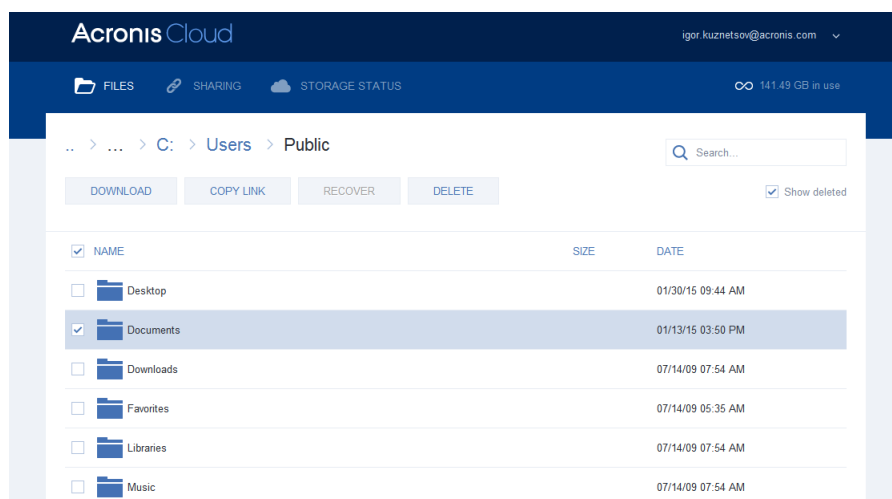 Acronis Cloud
igor.kuznetsov@acronis.com
FILES SHARING STORAGE STATUS 141.49 GB in use
.. > ... > C: > Users > Public
Search...
DOWNLOAD COPY LINK RECOVER DELETE
Show deleted
NAME SIZE DATE
Desktop 01/30/15 09:44 AM
Documents 01/13/15 03:50 PM
Downloads 07/14/09 07:54 AM
Favorites 07/14/09 05:35 AM
Libraries 07/14/09 07:54 AM
Music 07/14/09 07:54 AM